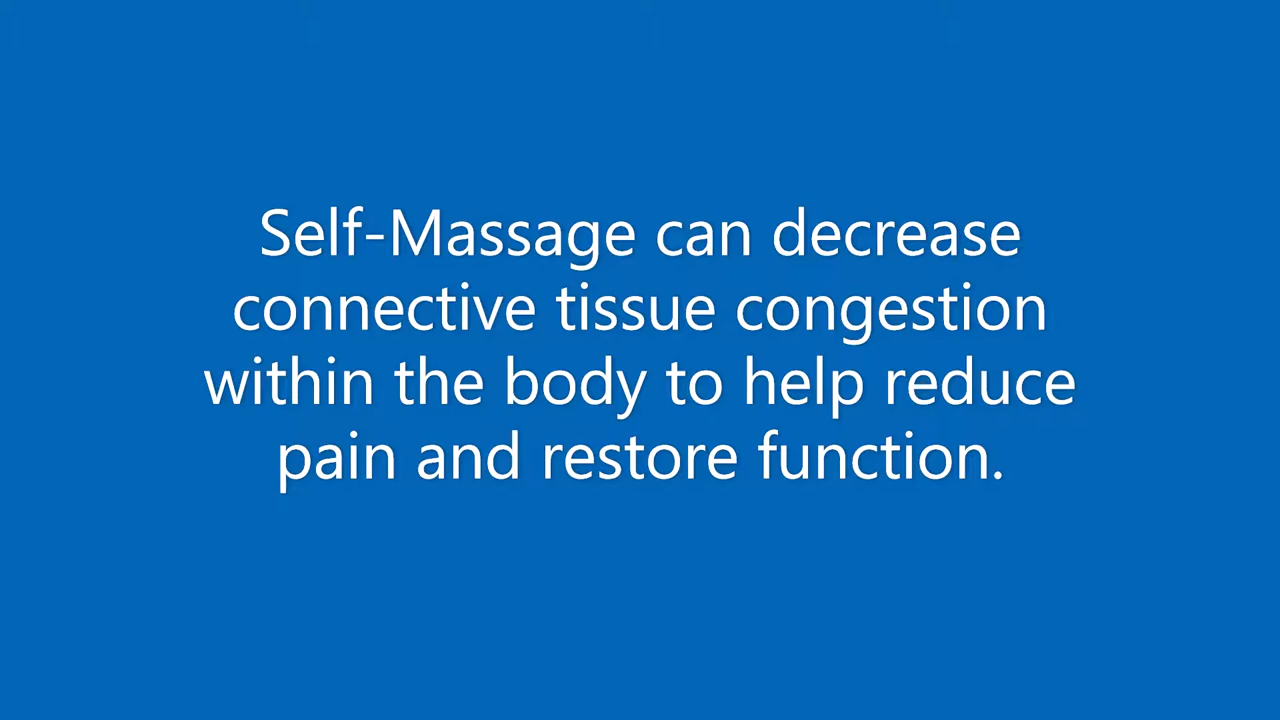 Self-Massage can decrease
connective tissue congestion
within the body to help reduce
pain and restore function.